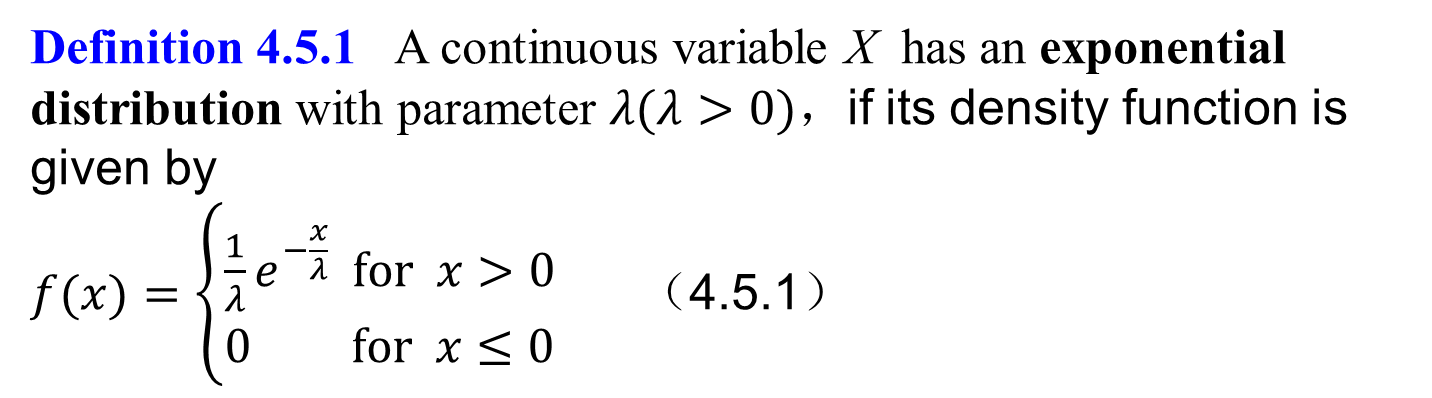 Definition 4.5.1 A continuous variable X has an exponential
distribution with parameter λ(λ > 0)，if its density function is
given by
f(x) = { 1/λ e^{-x/λ} for x > 0 （4.5.1）
0 for x ≤ 0